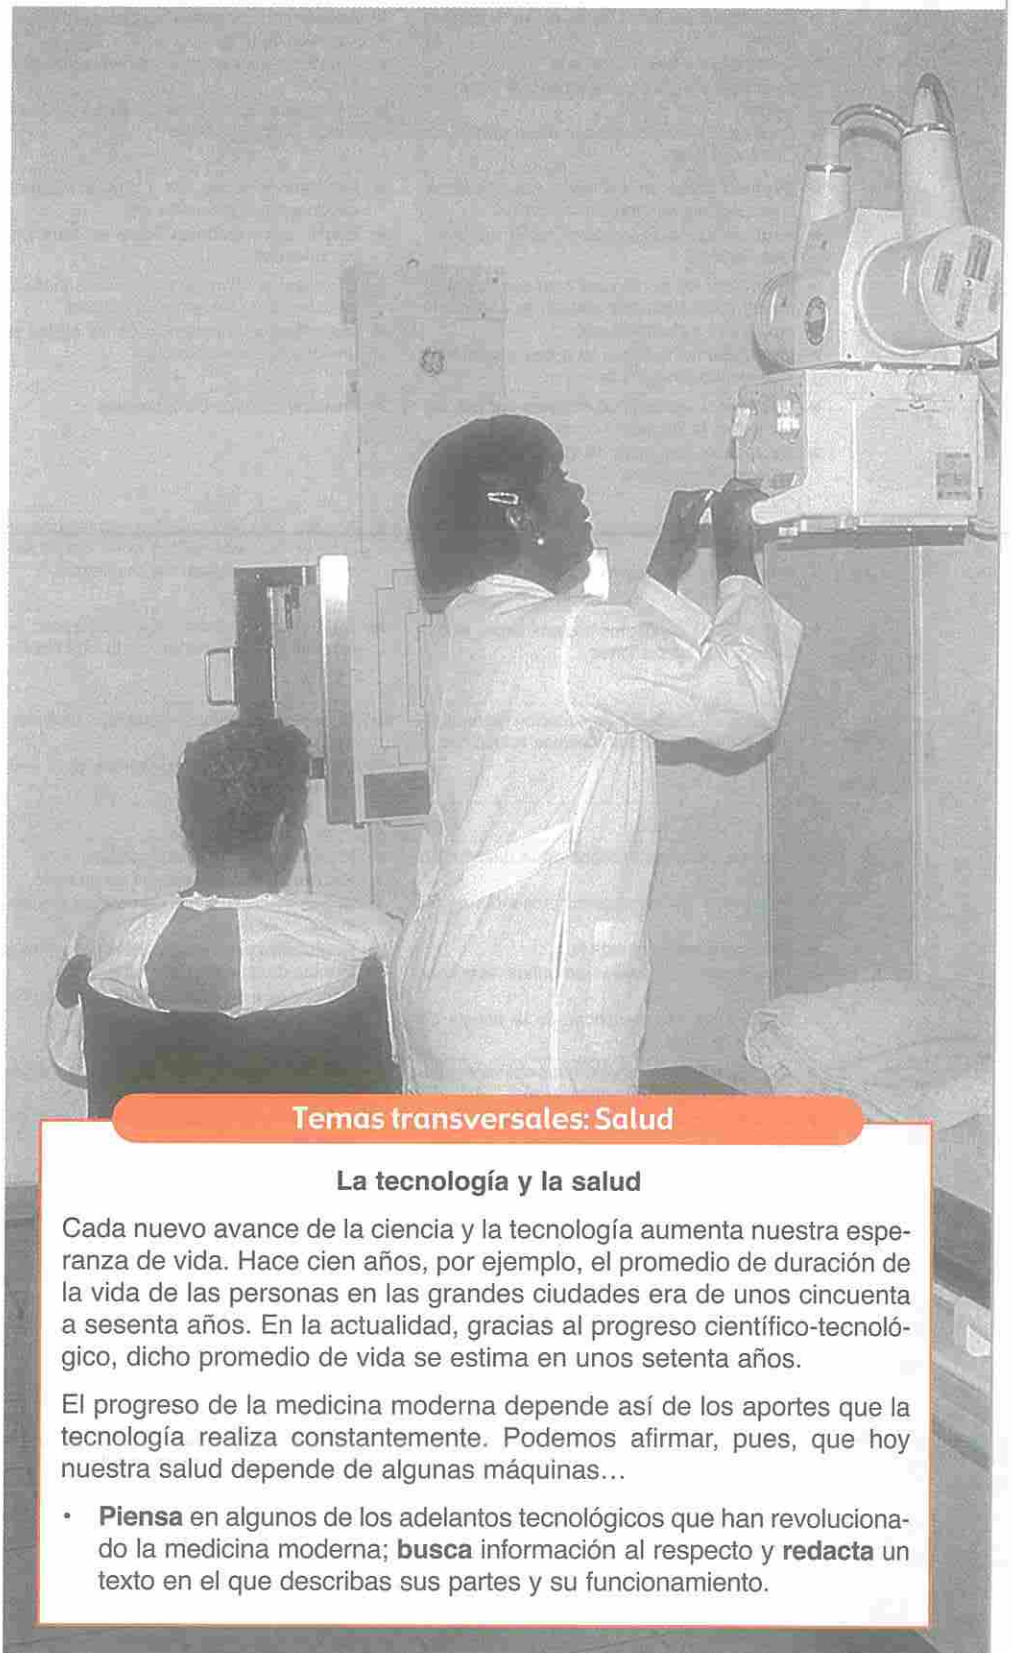 Temas transversales: Salud
La tecnología y la salud
Cada nuevo avance de la ciencia y la tecnología aumenta nuestra espe-
ranza de vida. Hace cien años, por ejemplo, el promedio de duración de
la vida de las personas en las grandes ciudades era de unos cincuenta
a sesenta años. En la actualidad, gracias al progreso científico-tecnoló-
gico, dicho promedio de vida se estima en unos setenta años.
El progreso de la medicina moderna depende así de los aportes que la
tecnología realiza constantemente. Podemos afirmar, pues, que hoy
nuestra salud depende de algunas máquinas...
• Piensa en algunos de los adelantos tecnológicos que han revoluciona-
do la medicina moderna; busca información al respecto y redacta un
texto en el que describas sus partes y su funcionamiento.